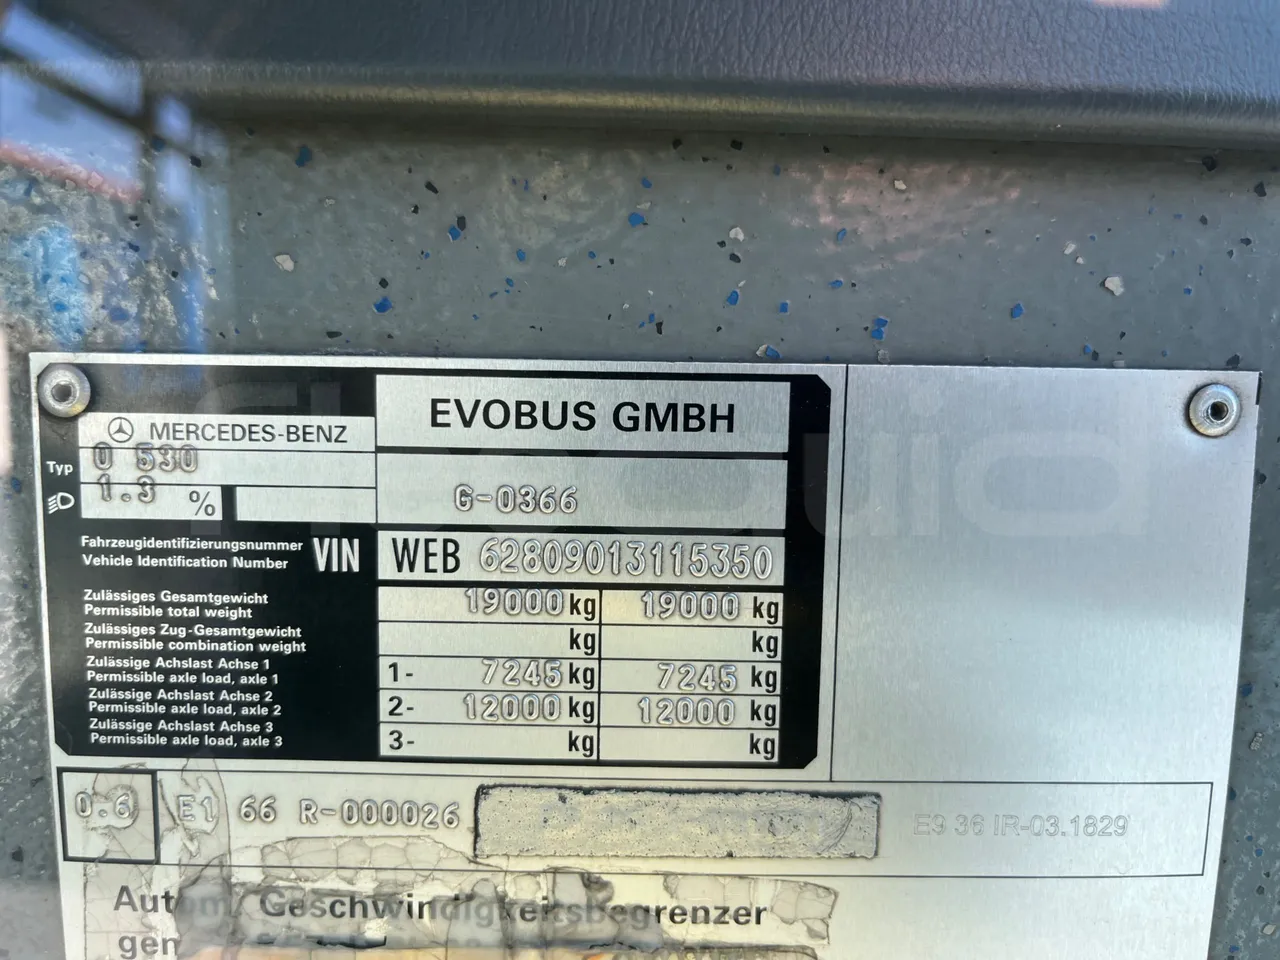 MERCEDES-BENZ
EVOBUS GMBH
Typ O 530
1.3 %
G-0366
Fahrzeugidentifizierungsnummer
Vehicle Identification Number
VIN WEB 62809013115350
Zulässiges Gesamtgewicht
Permissible total weight
19000 kg 19000 kg
Zulässiges Zug-Gesamtgewicht
Permissible combination weight
kg kg
Zulässige Achslast Achse 1
Permissible axle load, axle 1
1- 7245 kg 7245 kg
Zulässige Achslast Achse 2
Permissible axle load, axle 2
2- 12000 kg 12000 kg
Zulässige Achslast Achse 3
Permissible axle load, axle 3
3- kg kg
0.6 E1 66 R-000026 E9 36 IR-03.1829
Autom. Geschwindigkeitsbegrenzer
gen